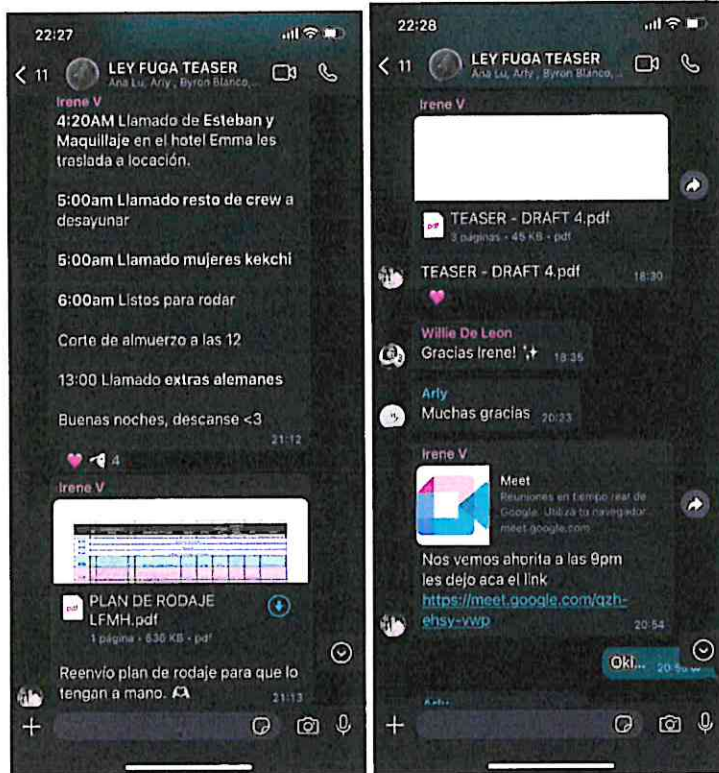 22:27
11
LEY FUGA TEASER
Ana Lu, Arly , Byron Blanco,...
Irene V
4:20AM Llamado de Esteban y
Maquillaje en el hotel Emma les
traslada a locación.
5:00am Llamado resto de crew a
desayunar
5:00am Llamado mujeres kekchi
6:00am Listos para rodar
Corte de almuerzo a las 12
13:00 Llamado extras alemanes
Buenas noches, descanse <3
21:12
4
Irene V
pdf
PLAN DE RODAJE
LFMH.pdf
1 página • 636 KB • pdf
Reenvío plan de rodaje para que lo
tengan a mano.
21:13
22:28
11
LEY FUGA TEASER
Ana Lu, Arly , Byron Blanco,...
Irene V
pdf
TEASER - DRAFT 4.pdf
3 páginas • 45 KB • pdf
TEASER - DRAFT 4.pdf
18:30
Willie De Leon
Gracias Irene!
18:35
Arly
Muchas gracias
20:23
Irene V
Meet
Reuniones en tiempo real de
Google. Utiliza tu navegador...
meet.google.com
Nos vemos ahorita a las 9pm
les dejo aca el link
https://meet.google.com/qzh-
ehsy-vwp
20:54
Oki...
Arly